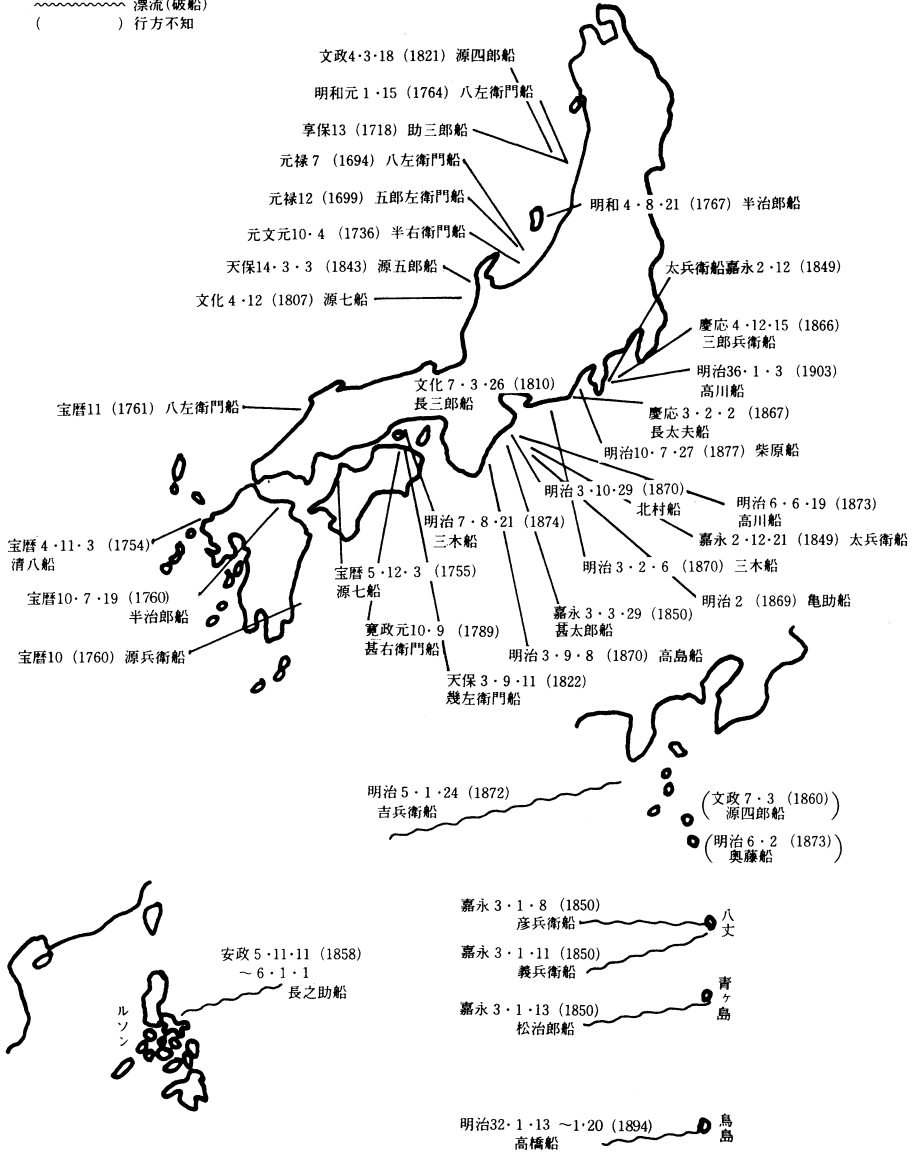 漂流(破船)
(　　　　) 行方不知
文政4・3・18 (1821) 源四郎船
明和元 1・15 (1764) 八左衛門船
享保13 (1718) 助三郎船
元禄 7 (1694) 八左衛門船
元禄12 (1699) 五郎左衛門船
元文元10・4 (1736) 半右衛門船
天保14・3・3 (1843) 源五郎船
文化 4・12 (1807) 源七船
明和 4・8・21 (1767) 半治郎船
太兵衛船嘉永 2・12 (1849)
慶応 4・12・15 (1866)
三郎兵衛船
明治36・1・3 (1903)
高川船
文化 7・3・26 (1810)
長三郎船
慶応 3・2・2 (1867)
長太夫船
明治10・7・27 (1877) 柴原船
宝暦11 (1761) 八左衛門船
明治 3・10・29 (1870)
北村船
明治 6・6・19 (1873)
高川船
嘉永 2・12・21 (1849) 太兵衛船
明治 7・8・21 (1874)
三木船
宝暦 4・11・3 (1754)
清八船
明治 3・2・6 (1870) 三木船
宝暦 5・12・3 (1755)
源七船
宝暦10・7・19 (1760)
半治郎船
明治 2 (1869) 亀助船
嘉永 3・3・29 (1850)
甚太郎船
寛政元10・9 (1789)
甚右衛門船
宝暦10 (1760) 源兵衛船
明治 3・9・8 (1870) 高島船
天保 3・9・11 (1822)
幾左衛門船
明治 5・1・24 (1872)
吉兵衛船
(文政 7・3 (1860))
源四郎船
(明治 6・2 (1873))
奥藤船
嘉永 3・1・8 (1850)
彦兵衛船
八丈
嘉永 3・1・11 (1850)
義兵衛船
安政 5・11・11 (1858)
～ 6・1・1
長之助船
ルソン
青ヶ島
嘉永 3・1・13 (1850)
松治郎船
明治32・1・13 ～1・20 (1894)
高橋船
鳥島